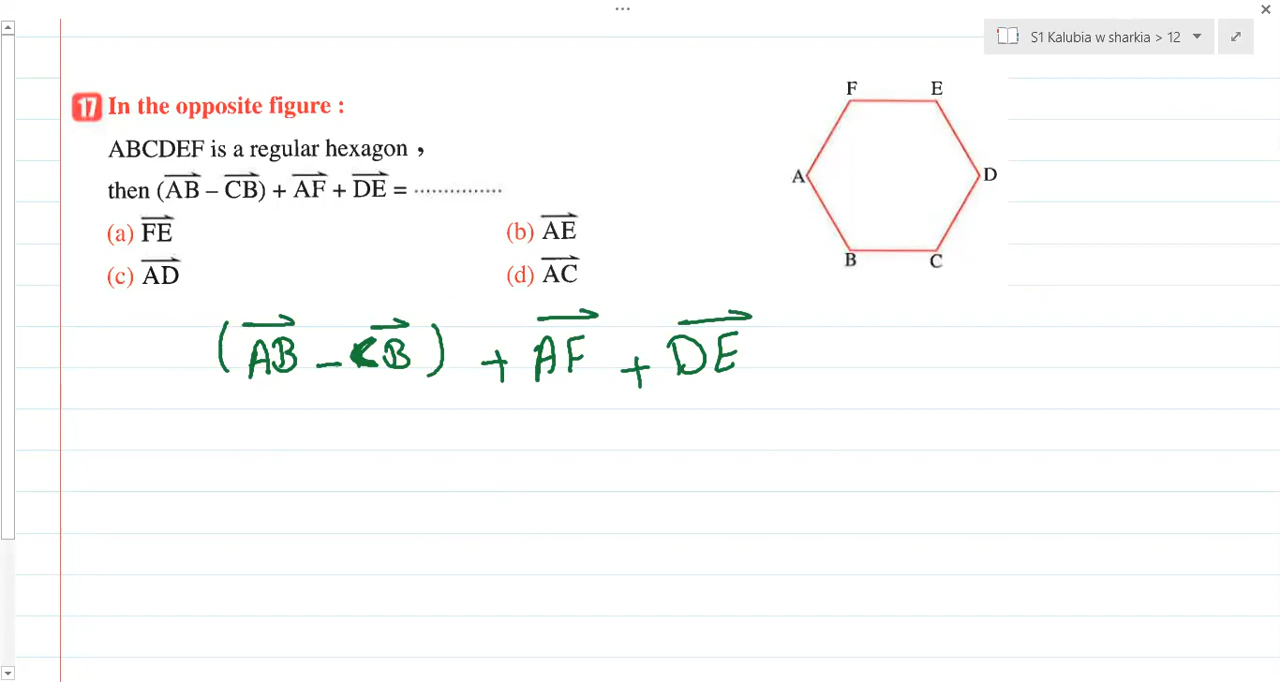 ...
S1 Kalubia w sharkia > 12
17 In the opposite figure :
ABCDEF is a regular hexagon ,
then (AB – CB) + AF + DE = ...............
(a) FE
(b) AE
(c) AD
(d) AC
F E
A D
B C
(AB – CB) + AF + DE